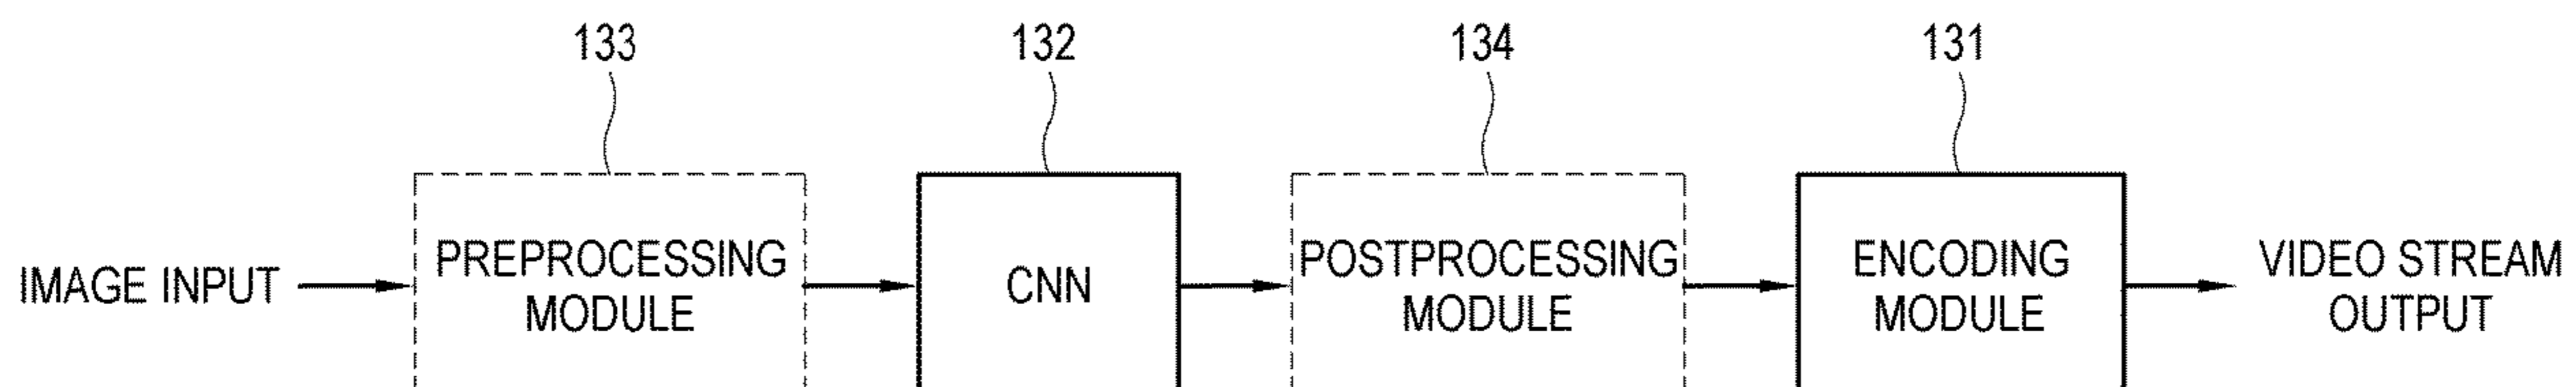 133
132
134
131
IMAGE INPUT
PREPROCESSING
MODULE
CNN
POSTPROCESSING
MODULE
ENCODING
MODULE
VIDEO STREAM
OUTPUT